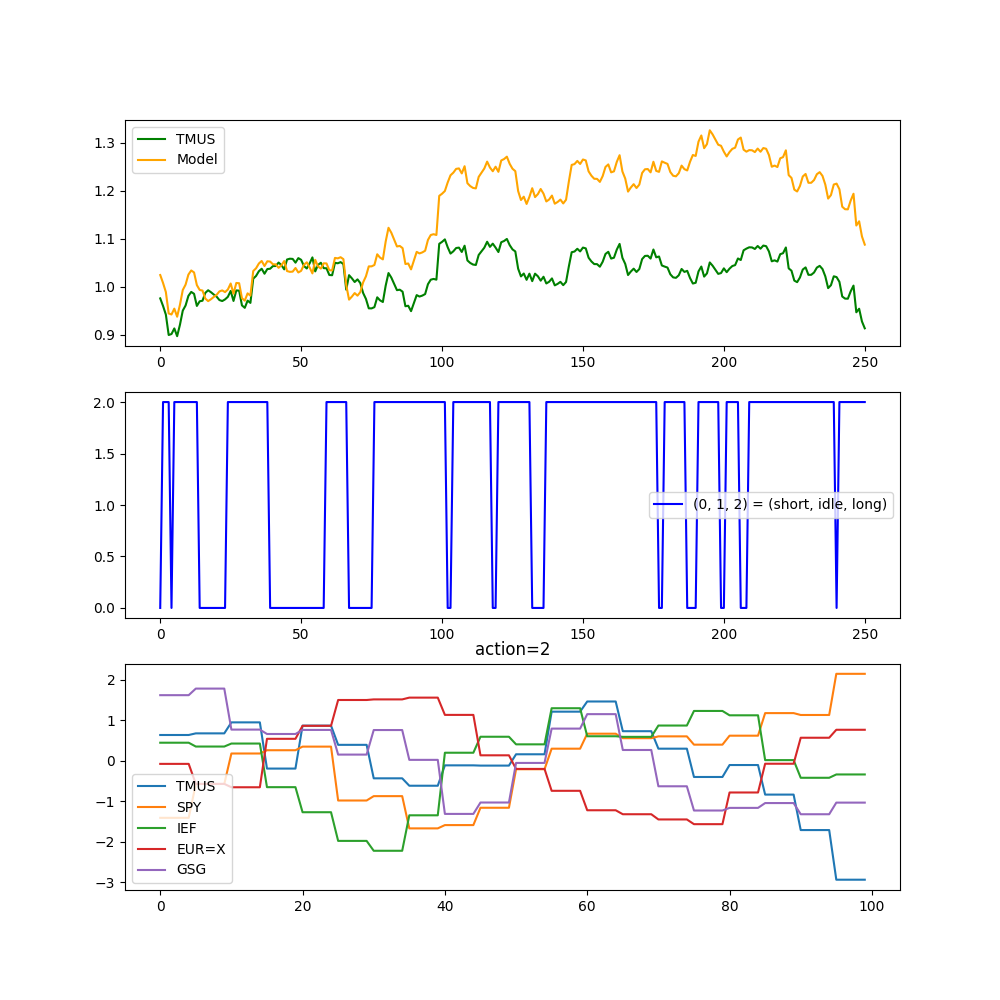 TMUS
Model
1.3
1.2
1.1
1.0
0.9
0 50 100 150 200 250
2.0
1.5
1.0
0.5
0.0
(0, 1, 2) = (short, idle, long)
0 50 100 150 200 250
action=2
2
1
0
−1
−2
−3
TMUS
SPY
IEF
EUR=X
GSG
0 20 40 60 80 100